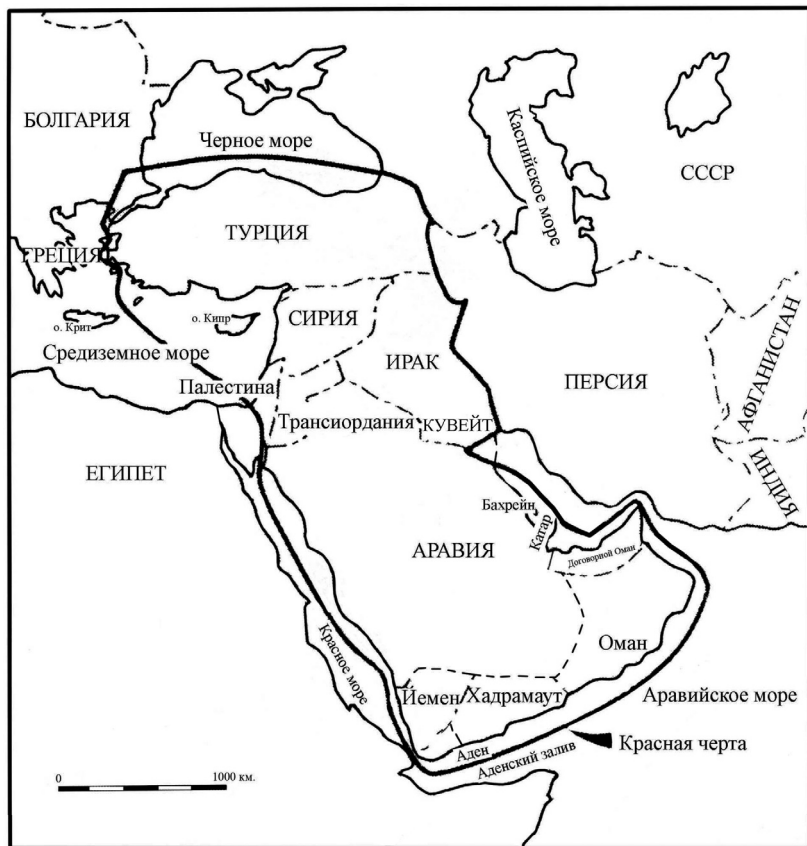 БОЛГАРИЯ
Черное море
Каспийское море
СССР
ТУРЦИЯ
ГРЕЦИЯ
о. Крит
о. Кипр
СИРИЯ
Средиземное море
ИРАК
ПЕРСИЯ
АФГАНИСТАН
Палестина
Трансиордания
КУВЕЙТ
ЕГИПЕТ
ИНДИЯ
Бахрейн
Катар
АРАВИЯ
Договорной Оман
Красное море
Оман
Йемен
Хадрамаут
Аравийское море
Аден
Аденский залив
Красная черта
0
1000 км.